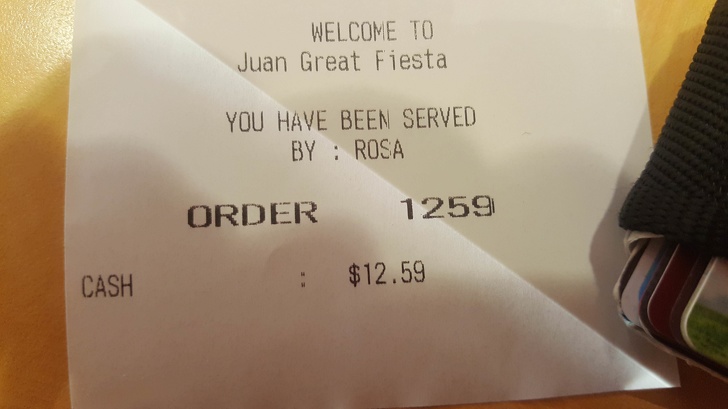 WELCOME TO
Juan Great Fiesta
YOU HAVE BEEN SERVED
BY : ROSA
ORDER 1259
CASH : $12.59